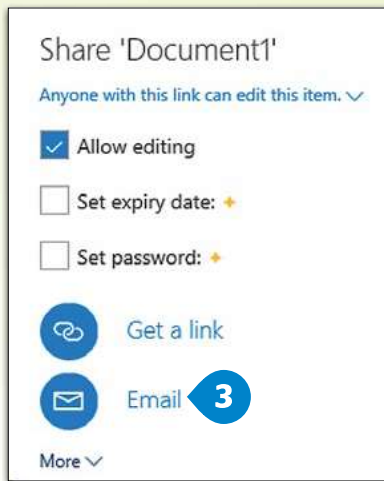 Share 'Document1'
Anyone with this link can edit this item.
Allow editing
Set expiry date:
Set password:
Get a link
Email 3
More